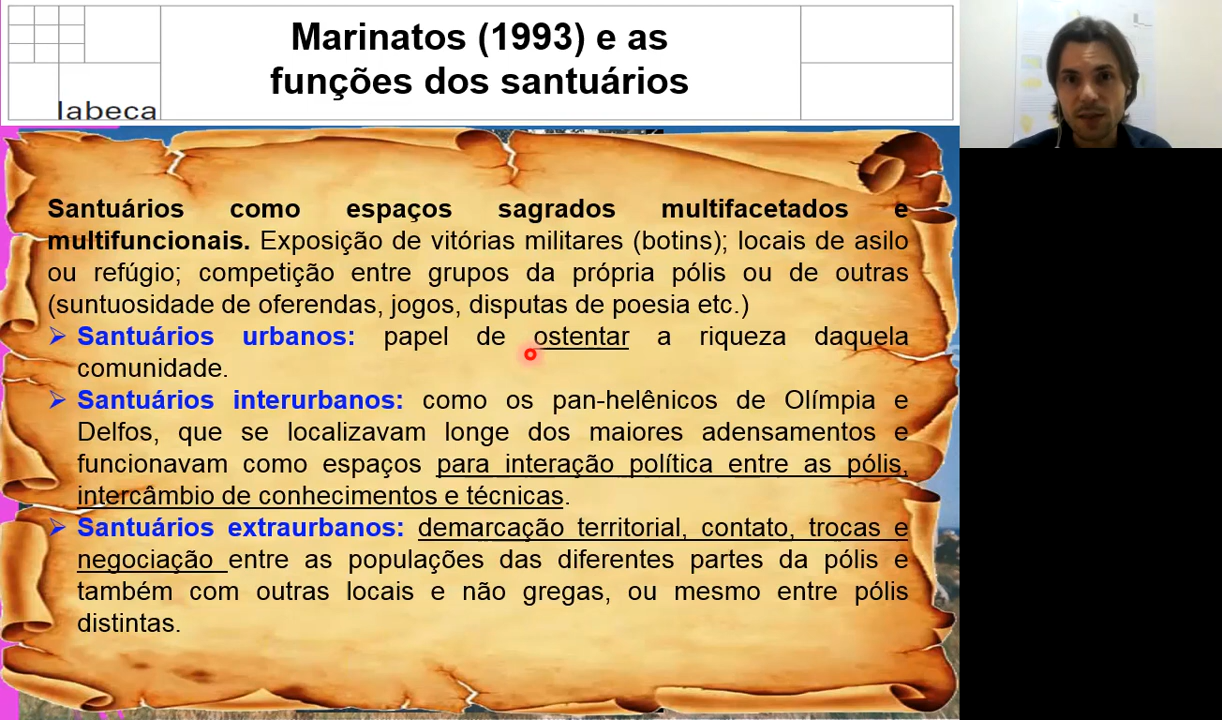 Marinatos (1993) e as
funções dos santuários
labeca
Santuários como espaços sagrados multifacetados e
multifuncionais. Exposição de vitórias militares (botins); locais de asilo
ou refúgio; competição entre grupos da própria pólis ou de outras
(suntuosidade de oferendas, jogos, disputas de poesia etc.)
Santuários urbanos: papel de ostentar a riqueza daquela
comunidade.
Santuários interurbanos: como os pan-helênicos de Olímpia e
Delfos, que se localizavam longe dos maiores adensamentos e
funcionavam como espaços para interação política entre as pólis,
intercâmbio de conhecimentos e técnicas.
Santuários extraurbanos: demarcação territorial, contato, trocas e
negociação entre as populações das diferentes partes da pólis e
também com outras locais e não gregas, ou mesmo entre pólis
distintas.